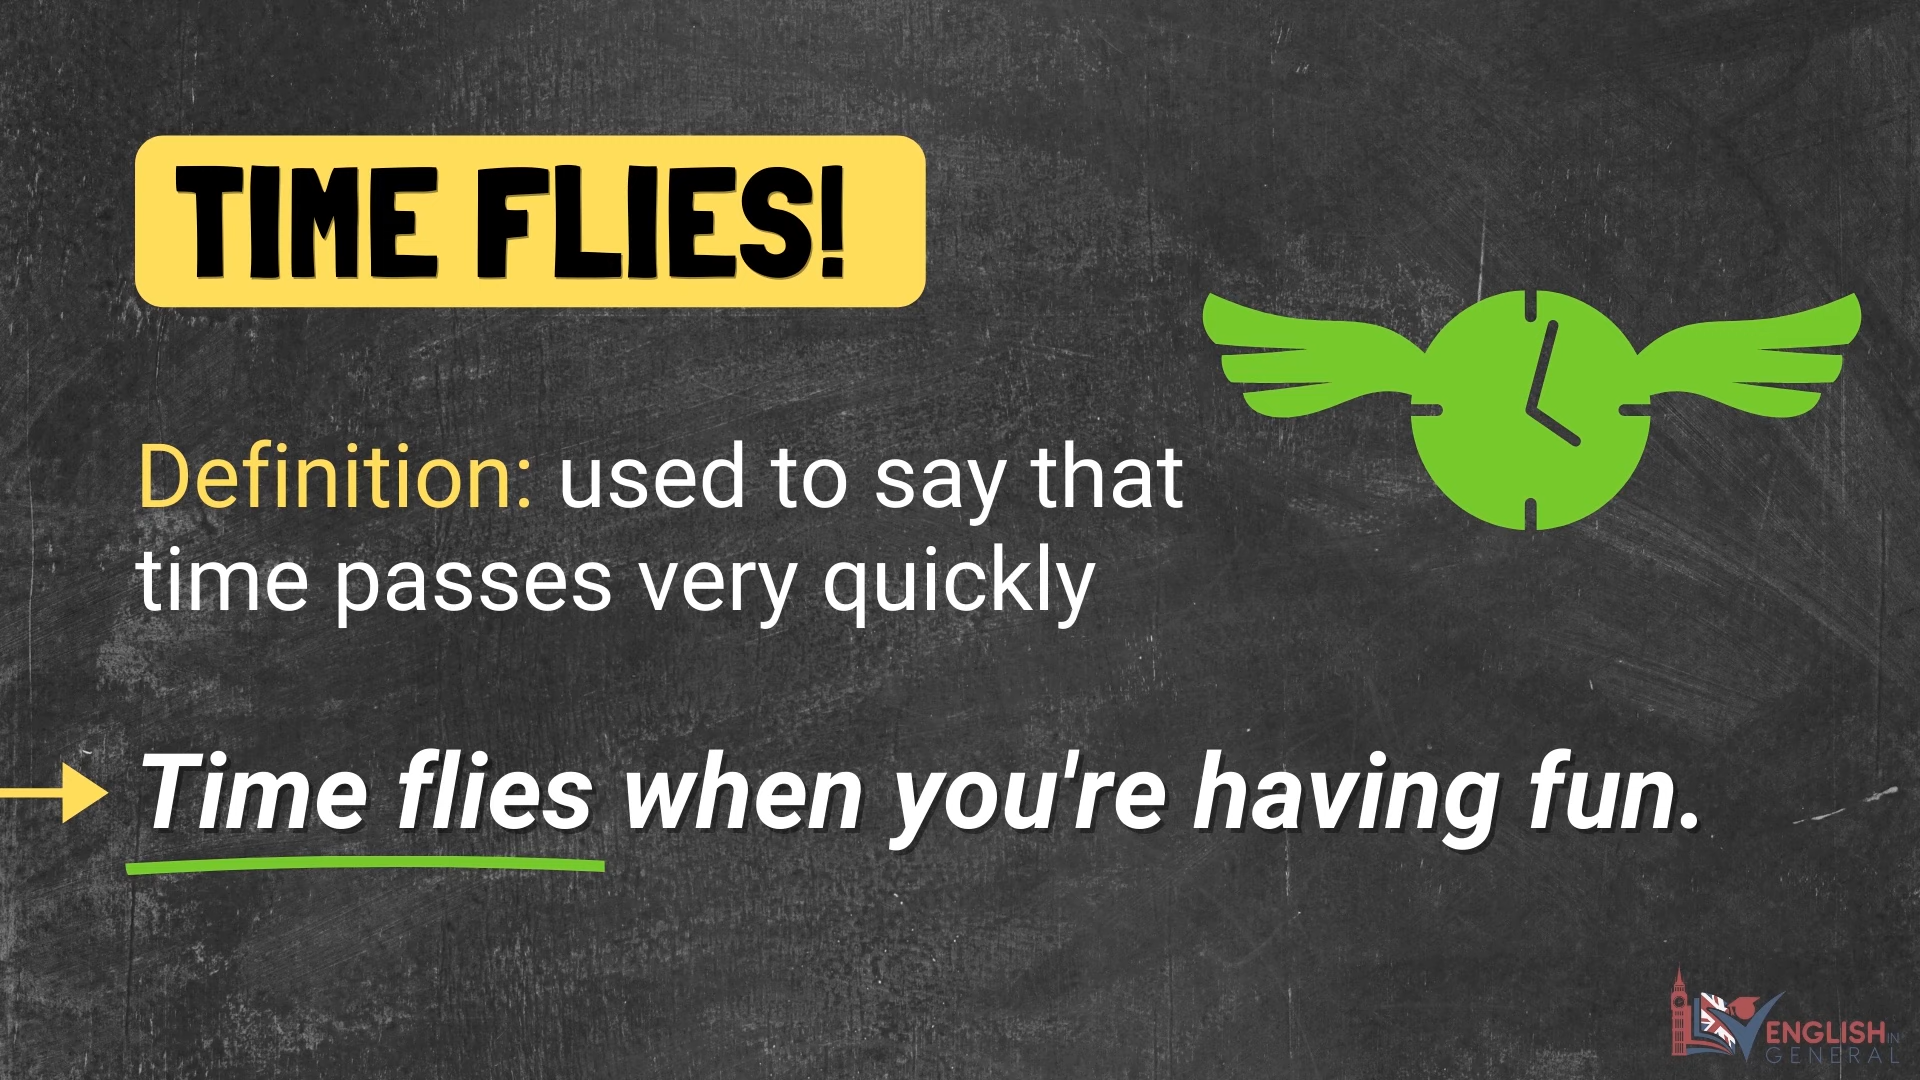 TIME FLIES!
Definition: used to say that
time passes very quickly
Time flies when you're having fun.
ENGLISH IN
GENERAL